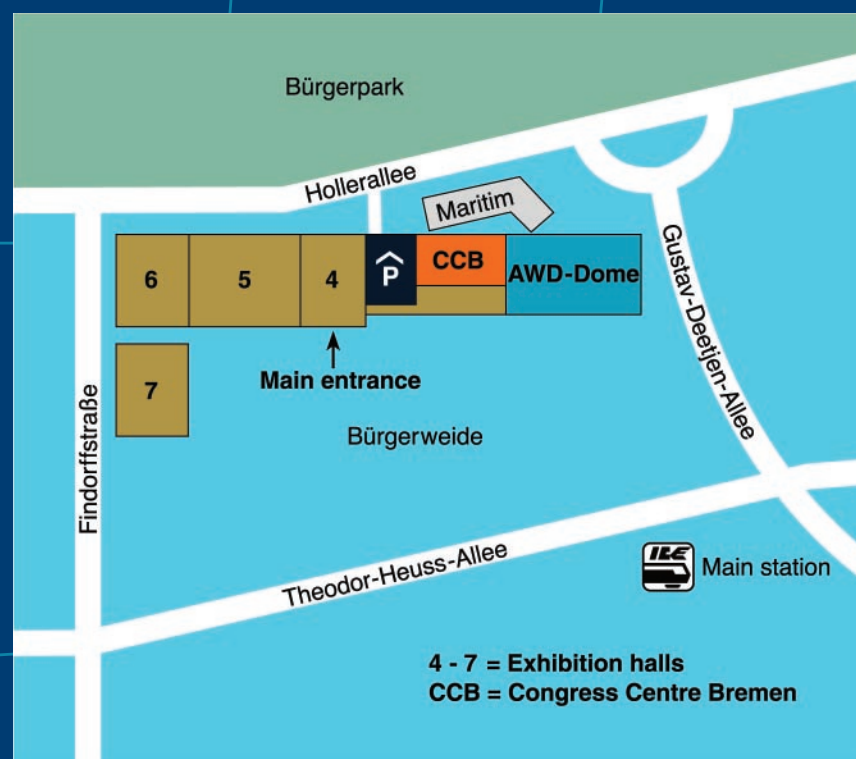 Bürgerpark
Hollerallee
Maritim
6
5
4
P
CCB
AWD-Dome
Gustav-Deetjen-Allee
Main entrance
7
Bürgerweide
Findorffstraße
Theodor-Heuss-Allee
ICE
Main station
4 - 7 = Exhibition halls
CCB = Congress Centre Bremen